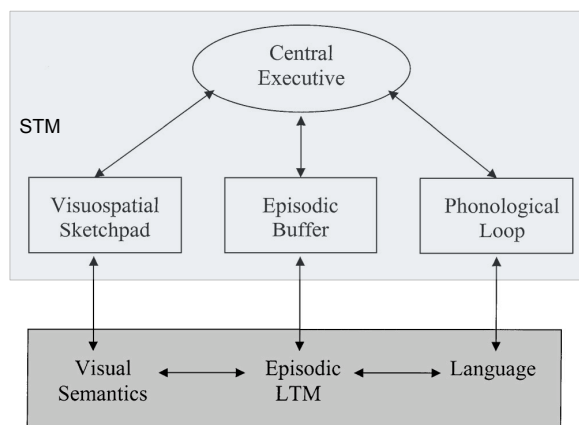 Central
Executive
STM
Visuospatial
Sketchpad
Episodic
Buffer
Phonological
Loop
Visual
Semantics
Episodic
LTM
Language